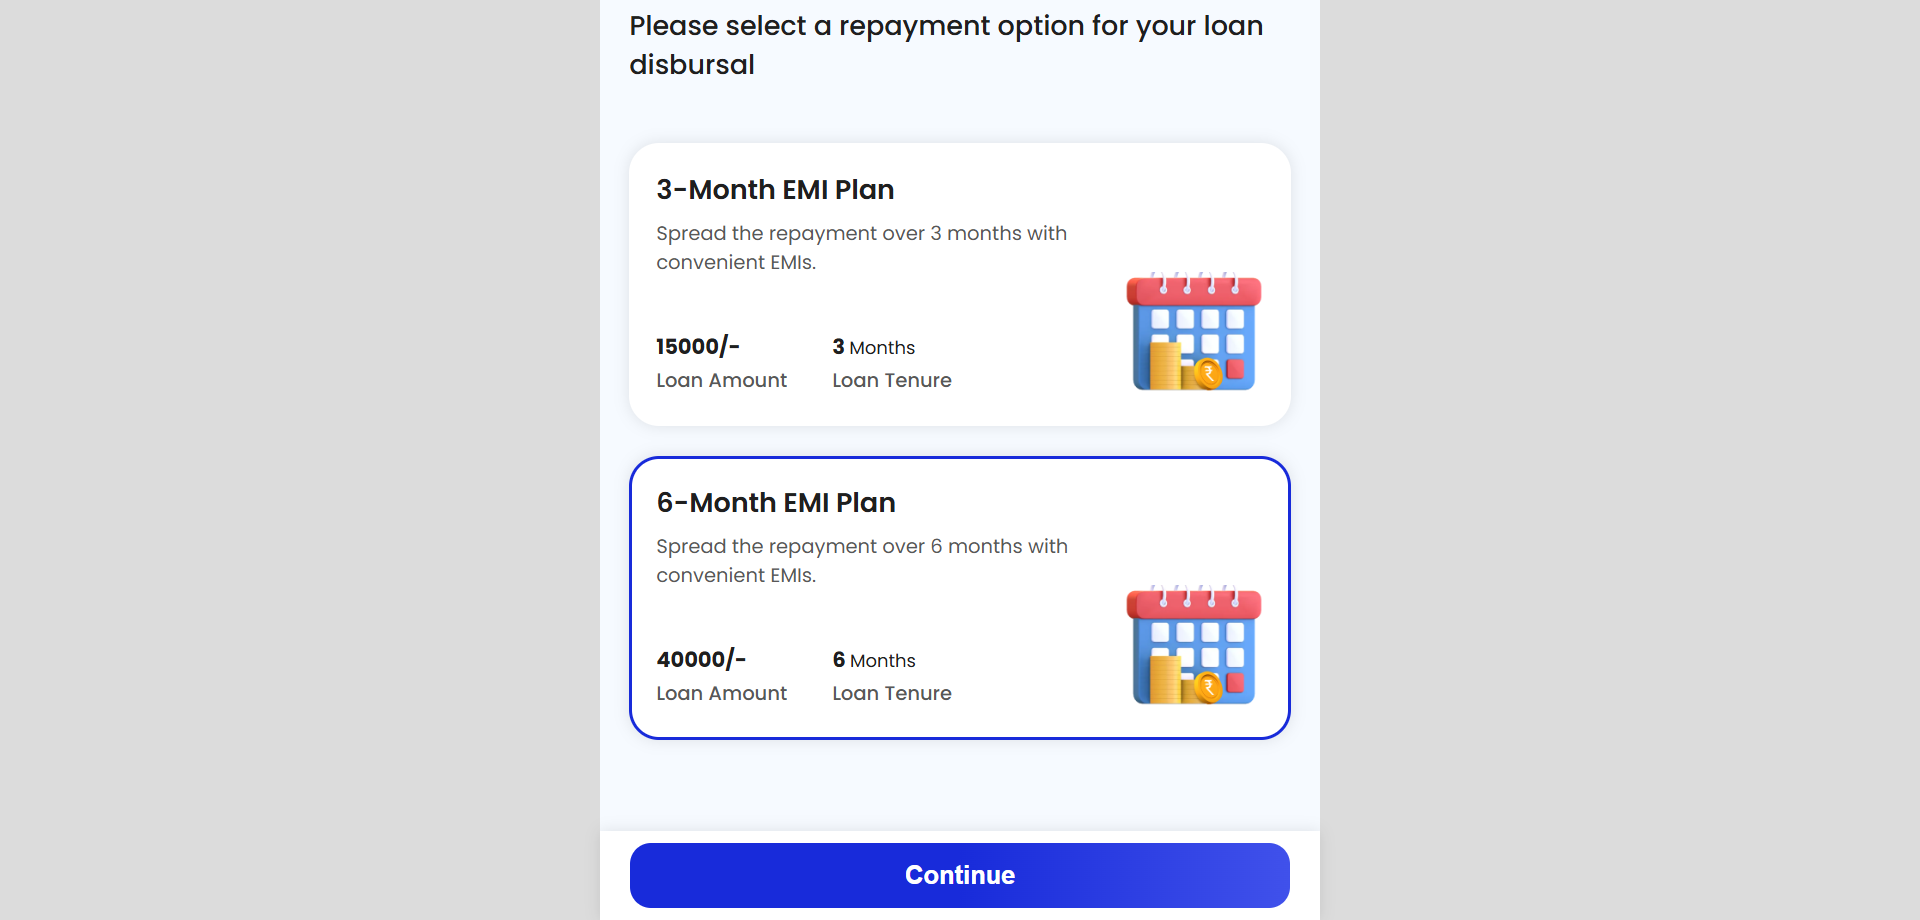 Please select a repayment option for your loan
disbursal
3-Month EMI Plan
Spread the repayment over 3 months with
convenient EMIs.
15000/-
3 Months
Loan Amount
Loan Tenure
₹
6-Month EMI Plan
Spread the repayment over 6 months with
convenient EMIs.
40000/-
6 Months
Loan Amount
Loan Tenure
₹
Continue